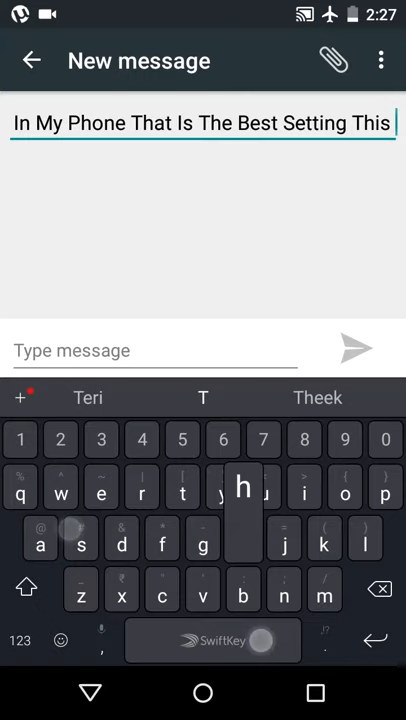 2:27
New message
In My Phone That Is The Best Setting This
Type message
+ Teri T Theek
1 2 3 4 5 6 7 8 9 0
% ^ ~ | [ ] < > { }
q w e r t y u i o p
@ # & * - = ( )
a s d f g h j k l
_ ₹ " ' : ; /
z x c v b n m
123 , SwiftKey .
,!?